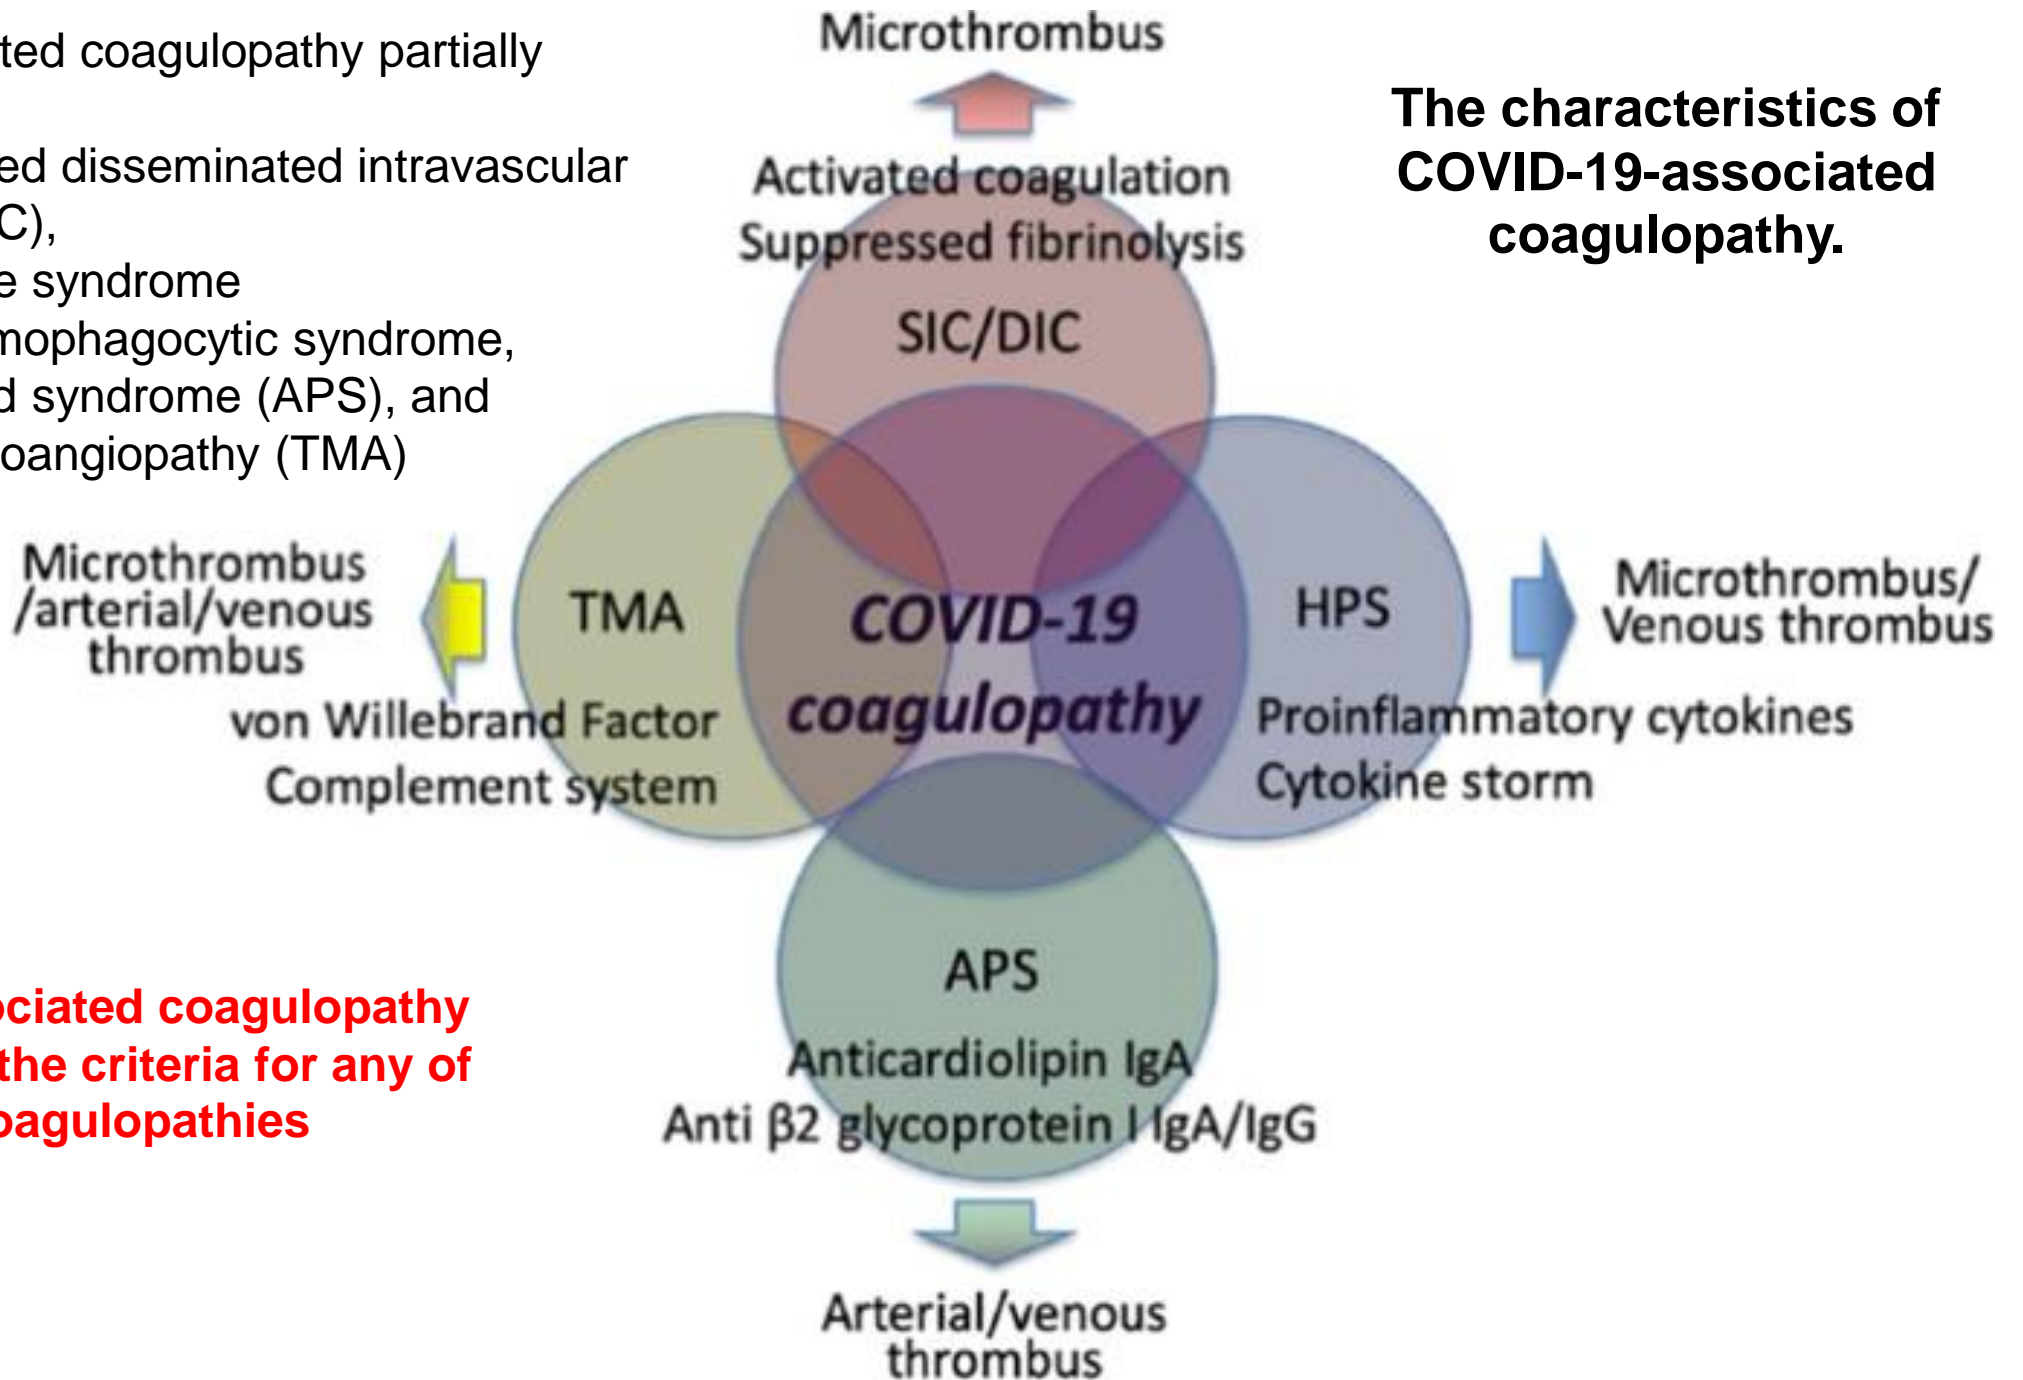 ted coagulopathy partially
ed disseminated intravascular
C),
e syndrome
mophagocytic syndrome,
d syndrome (APS), and
oangiopathy (TMA)
Microthrombus
The characteristics of
COVID-19-associated
coagulopathy.
Activated coagulation
Suppressed fibrinolysis
SIC/DIC
Microthrombus
/arterial/venous
thrombus
TMA
von Willebrand Factor
Complement system
COVID-19
coagulopathy
HPS
Proinflammatory cytokines
Cytokine storm
Microthrombus/
Venous thrombus
ociated coagulopathy
the criteria for any of
oagulopathies
APS
Anticardiolipin IgA
Anti β2 glycoprotein I IgA/IgG
Arterial/venous
thrombus